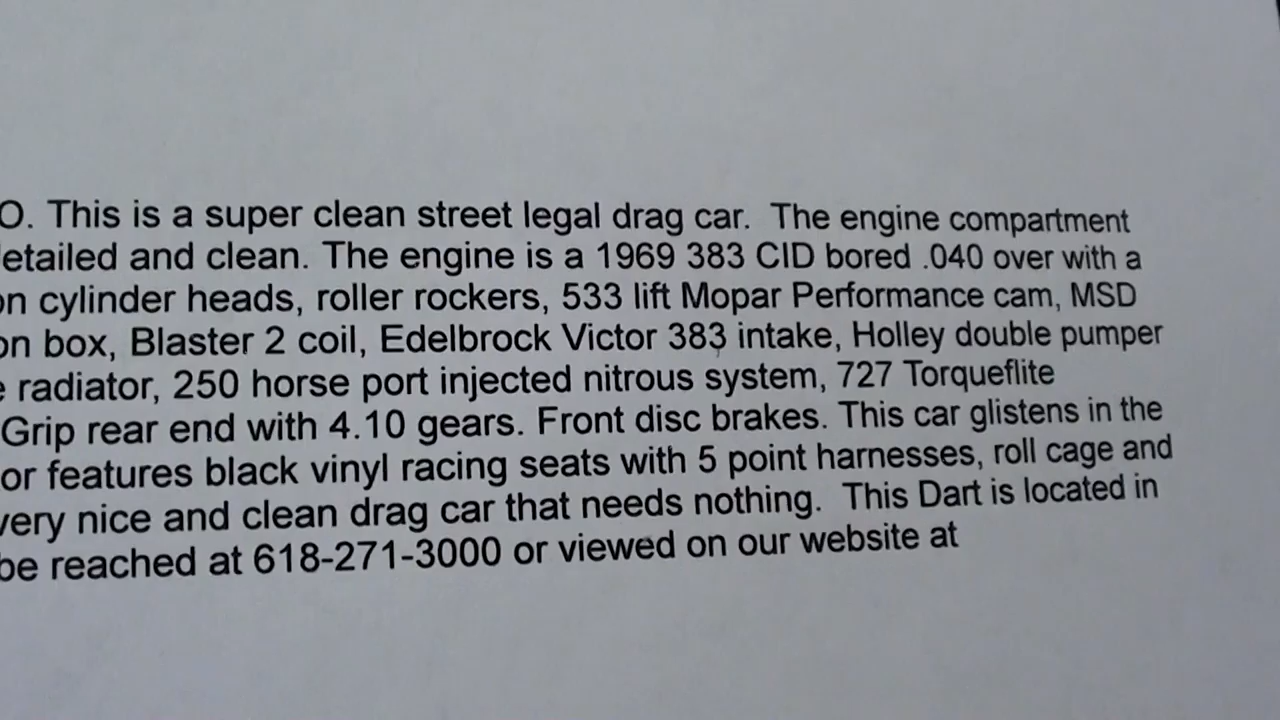 O. This is a super clean street legal drag car. The engine compartment
etailed and clean. The engine is a 1969 383 CID bored .040 over with a
on cylinder heads, roller rockers, 533 lift Mopar Performance cam, MSD
on box, Blaster 2 coil, Edelbrock Victor 383 intake, Holley double pumper
e radiator, 250 horse port injected nitrous system, 727 Torqueflite
Grip rear end with 4.10 gears. Front disc brakes. This car glistens in the
or features black vinyl racing seats with 5 point harnesses, roll cage and
very nice and clean drag car that needs nothing. This Dart is located in
be reached at 618-271-3000 or viewed on our website at